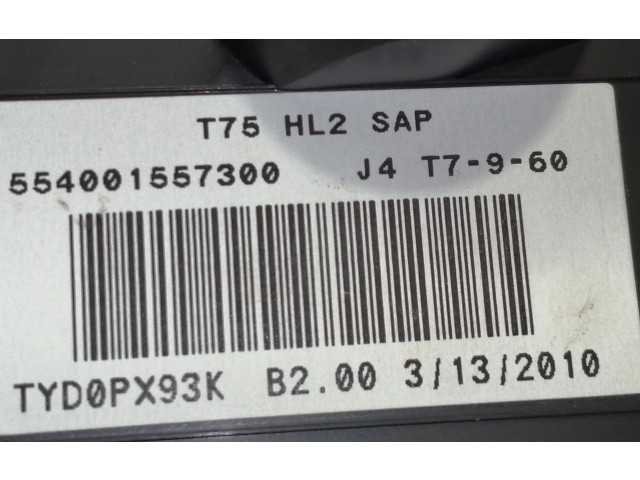 T75 HL2 SAP
554001557300 J4 T7-9-60
TYD0PX93K B2.00 3/13/2010